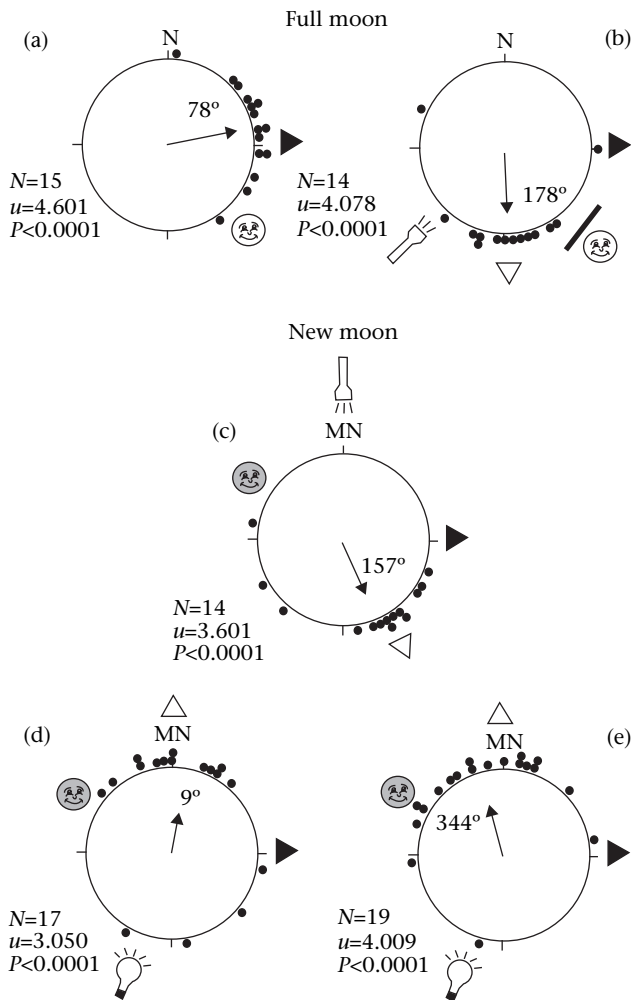 Full moon
(a)
N
78º
N=15
u=4.601
P<0.0001
(b)
N
178º
N=14
u=4.078
P<0.0001
New moon
(c)
MN
157º
N=14
u=3.601
P<0.0001
(d)
MN
9º
N=17
u=3.050
P<0.0001
(e)
MN
344º
N=19
u=4.009
P<0.0001